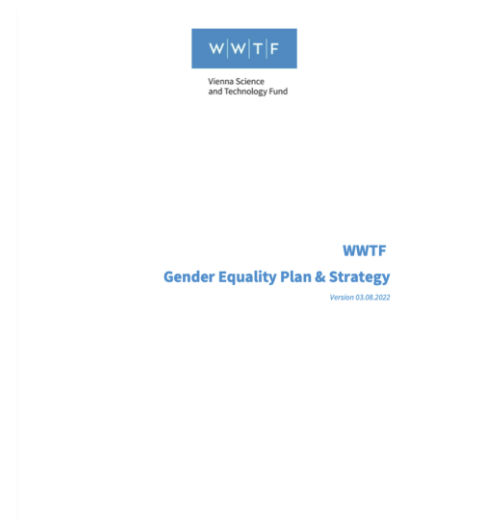 W|W|T|F
Vienna Science
and Technology Fund
WWTF
Gender Equality Plan & Strategy
Version 03.08.2022